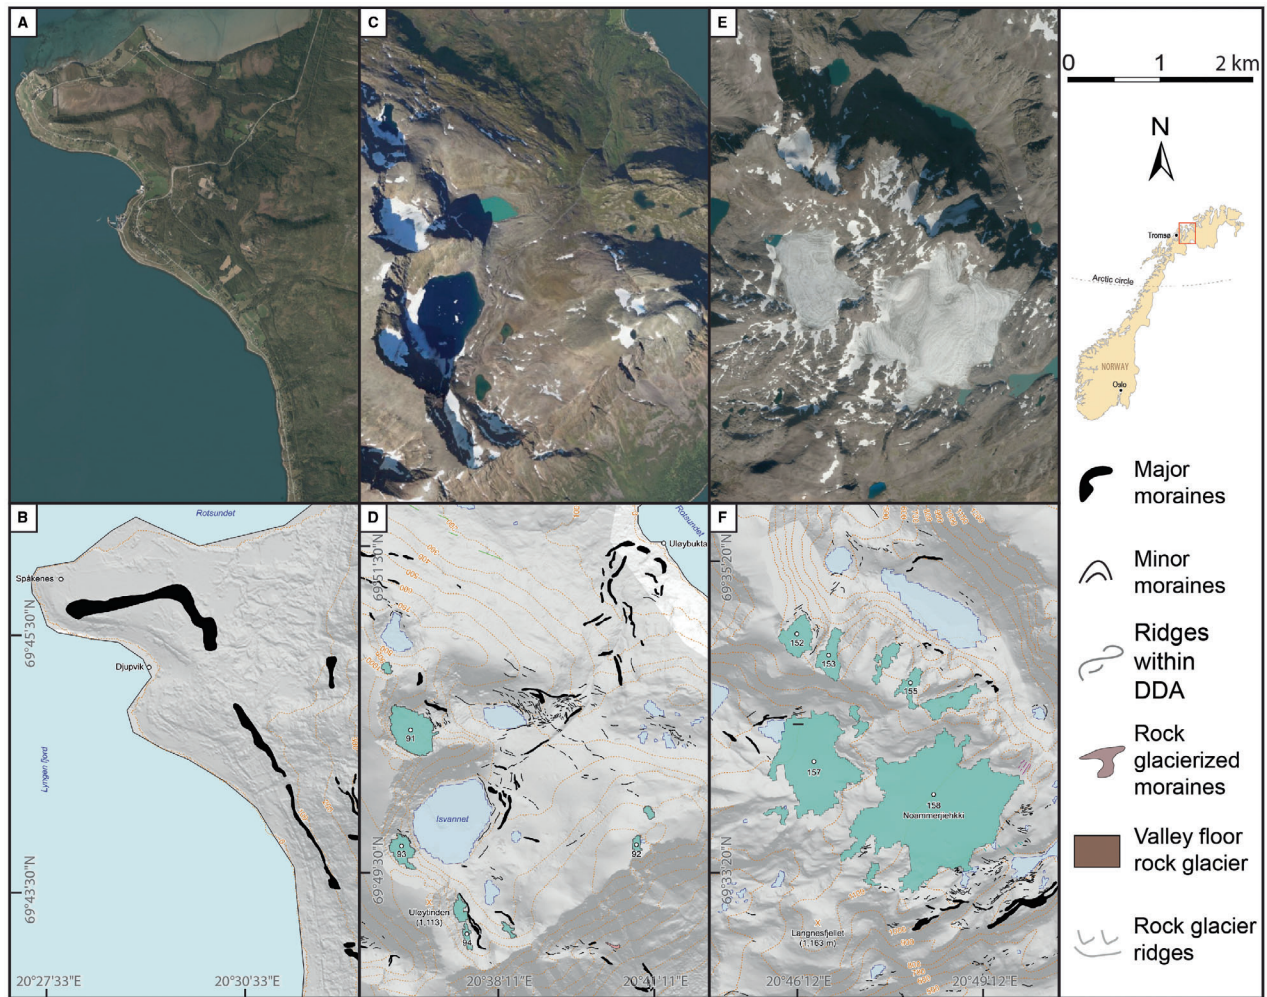 A
C
E
0 1 2 km
N
Tromsø
Arctic circle
NORWAY
Oslo
Major
moraines
Minor
moraines
Ridges
within
DDA
Rock
glacierized
moraines
Valley floor
rock glacier
Rock glacier
ridges
B
Rotsundet
Spåkenes
69°45'30"N
Djupvik
Lyngen fjord
69°43'30"N
20°27'33"E
20°30'33"E
D
69°51'30"N
Rotsundet
Uløybukta
91
Isvannet
93
92
69°49'30"N
Uløytinden
(1,113)
94
20°38'11"E
20°41'11"E
F
69°35'20"N
152
153
155
157
158
Noammerjiehkki
69°33'20"N
Langnesfjellet
(1,163 m)
20°46'12"E
20°49'12"E